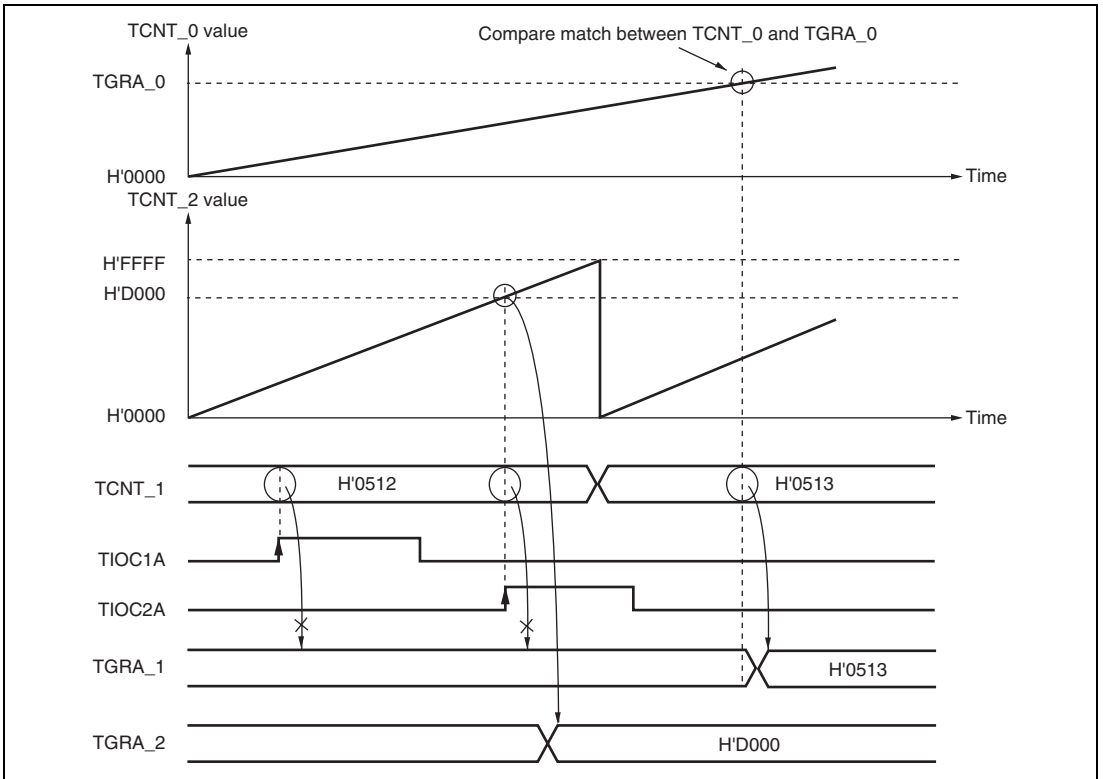 TCNT_0 value
Compare match between TCNT_0 and TGRA_0
TGRA_0
H'0000
Time
TCNT_2 value
H'FFFF
H'D000
H'0000
Time
TCNT_1
H'0512
H'0513
TIOC1A
TIOC2A
TGRA_1
H'0513
TGRA_2
H'D000